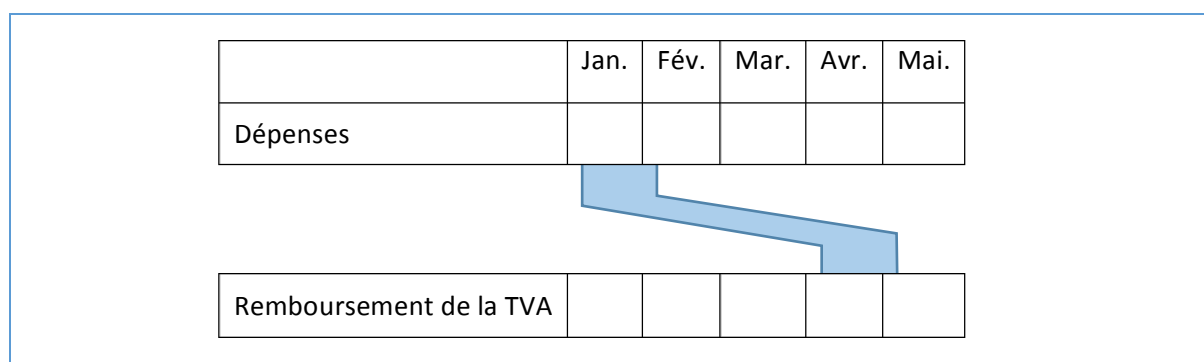 Jan. Fév. Mar. Avr. Mai.
Dépenses
Remboursement de la TVA